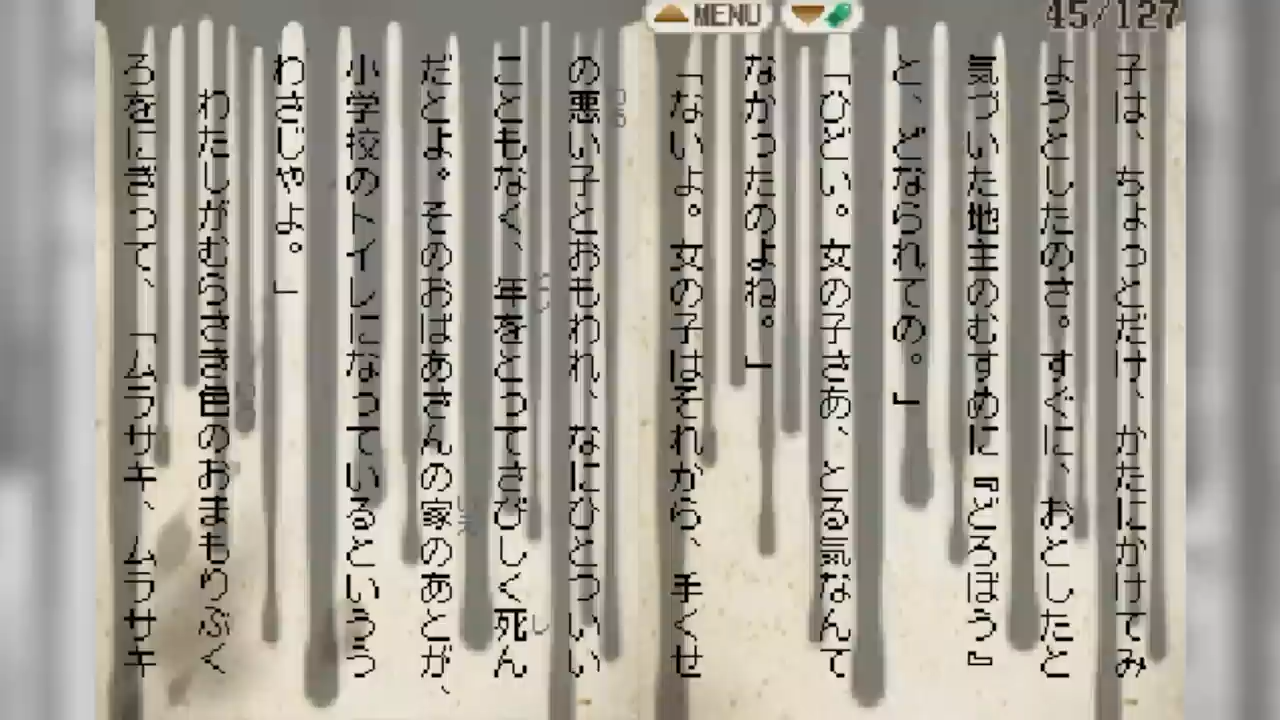 MENU
45/127
子は、ちょっとだけ、かたにかけてみ
ようとしたのさ。すぐに、おとしたと
気づいた地主のむすめに『どろぼう』
と、どなられての。」
「ひどい。女の子さあ、とる気なんて
なかったのよね。」
「ないよ。女の子はそれから、手くせ
の悪い子とおもわれ、なにひとついい
こともなく、年をとってさびしく死ん
だとよ。そのおばあさんの家のあとが、
小学校のトイレになっているというう
わさじゃよ。」
わたしがむらさき色のおまもりぶく
ろをにぎって、「ムラサキ、ムラサキ
わる
とし
し
いえ